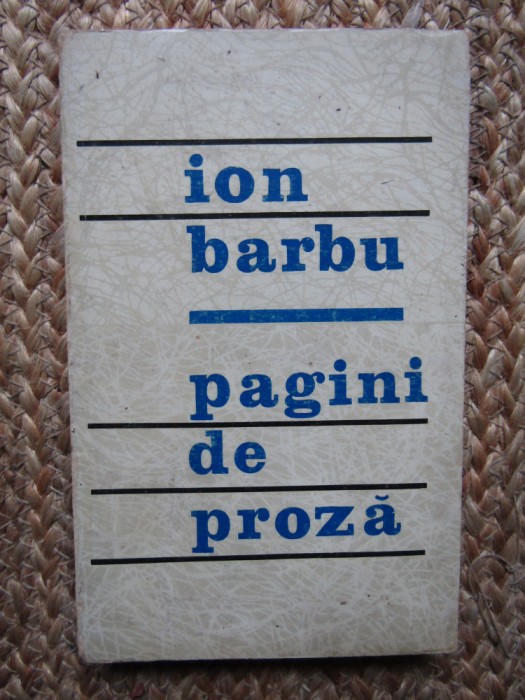 ion
barbu
pagini
de
proză